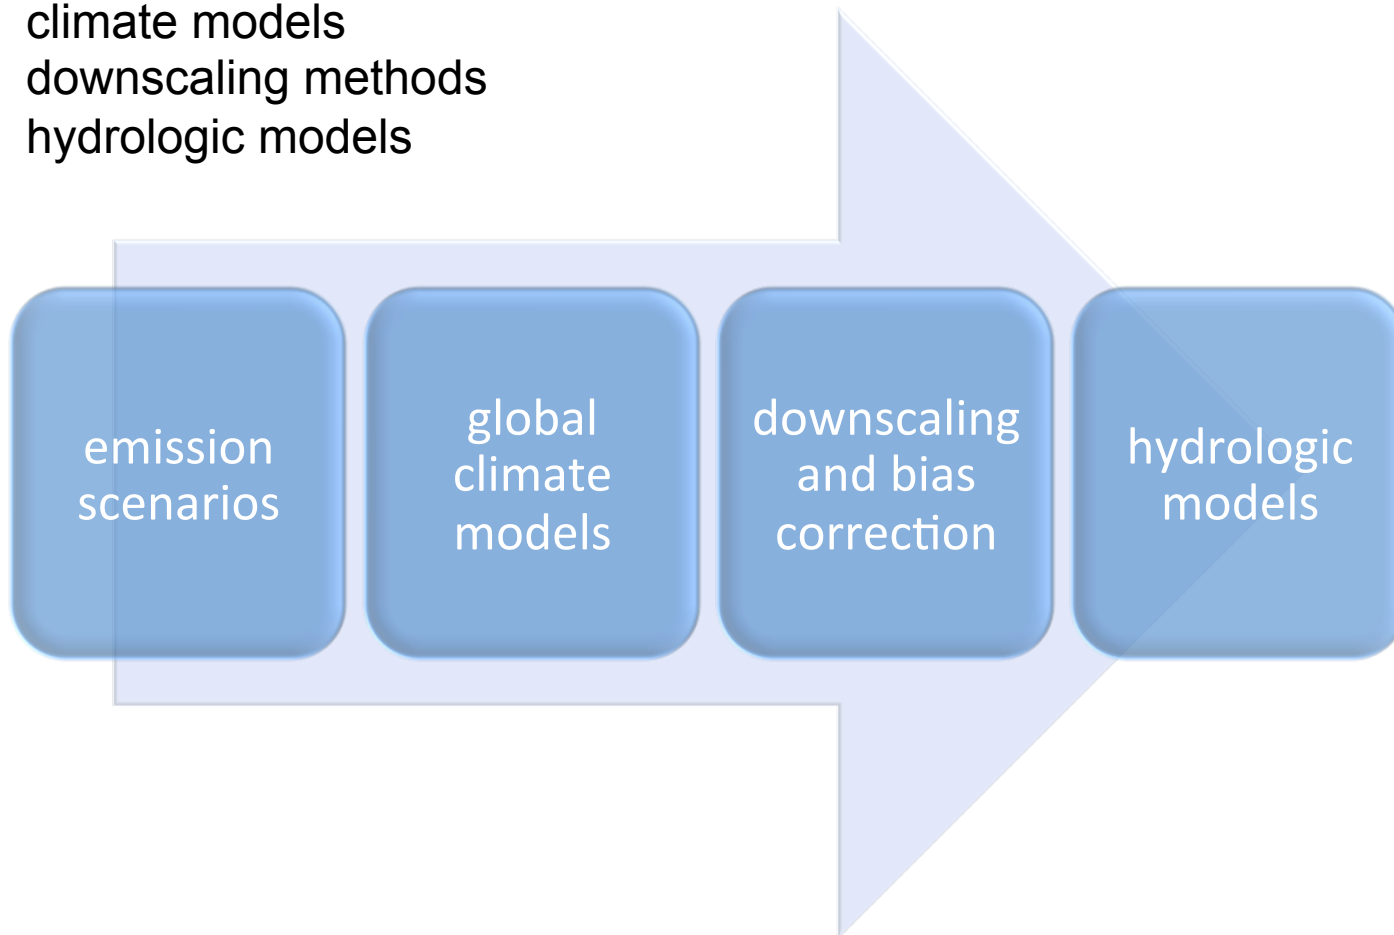 climate models
downscaling methods
hydrologic models
emission
scenarios
global
climate
models
downscaling
and bias
correction
hydrologic
models